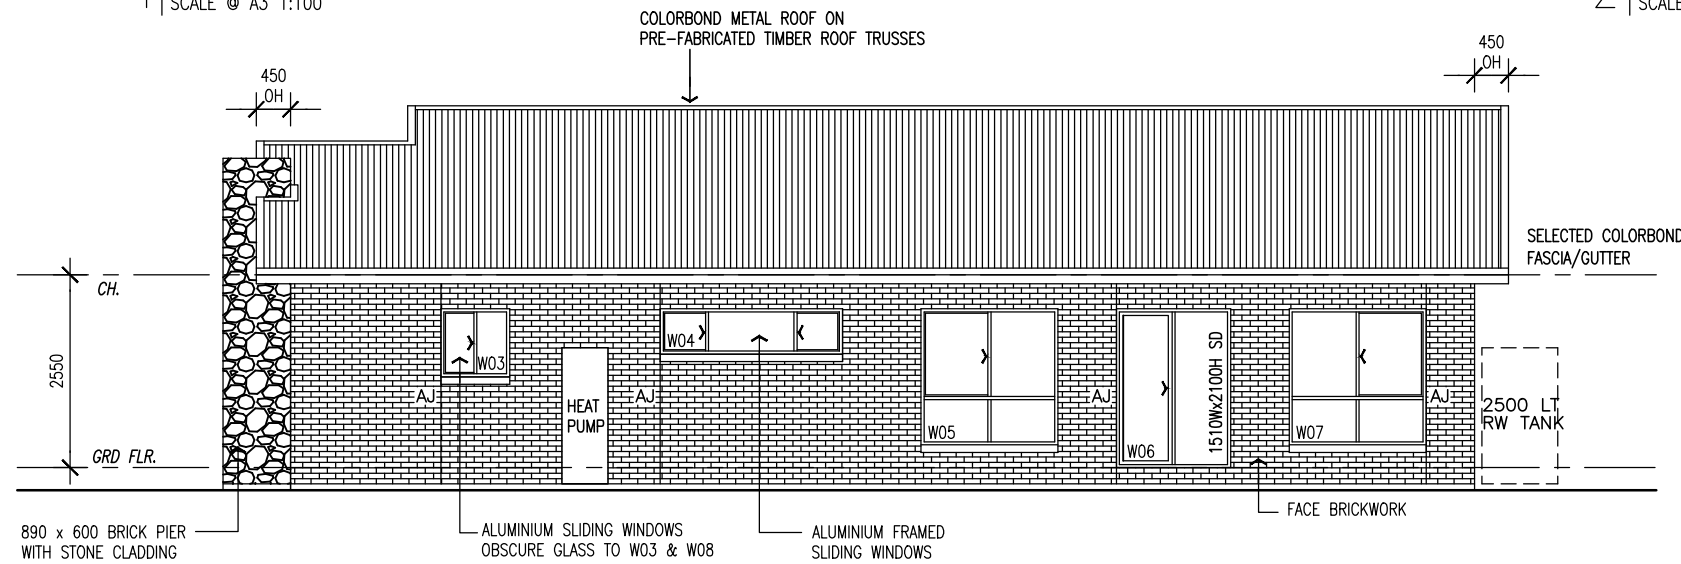 1 SCALE @ A3 1:100
2 SCALE
COLORBOND METAL ROOF ON
PRE-FABRICATED TIMBER ROOF TRUSSES
450
OH
450
OH
SELECTED COLORBOND
FASCIA/GUTTER
CH.
2550
GRD FLR.
W03
W04
W05
W06
1510Wx2100H SD
W07
AJ
AJ
AJ
AJ
HEAT
PUMP
2500 LT
RW TANK
890 x 600 BRICK PIER
WITH STONE CLADDING
ALUMINIUM SLIDING WINDOWS
OBSCURE GLASS TO W03 & W08
ALUMINIUM FRAMED
SLIDING WINDOWS
FACE BRICKWORK